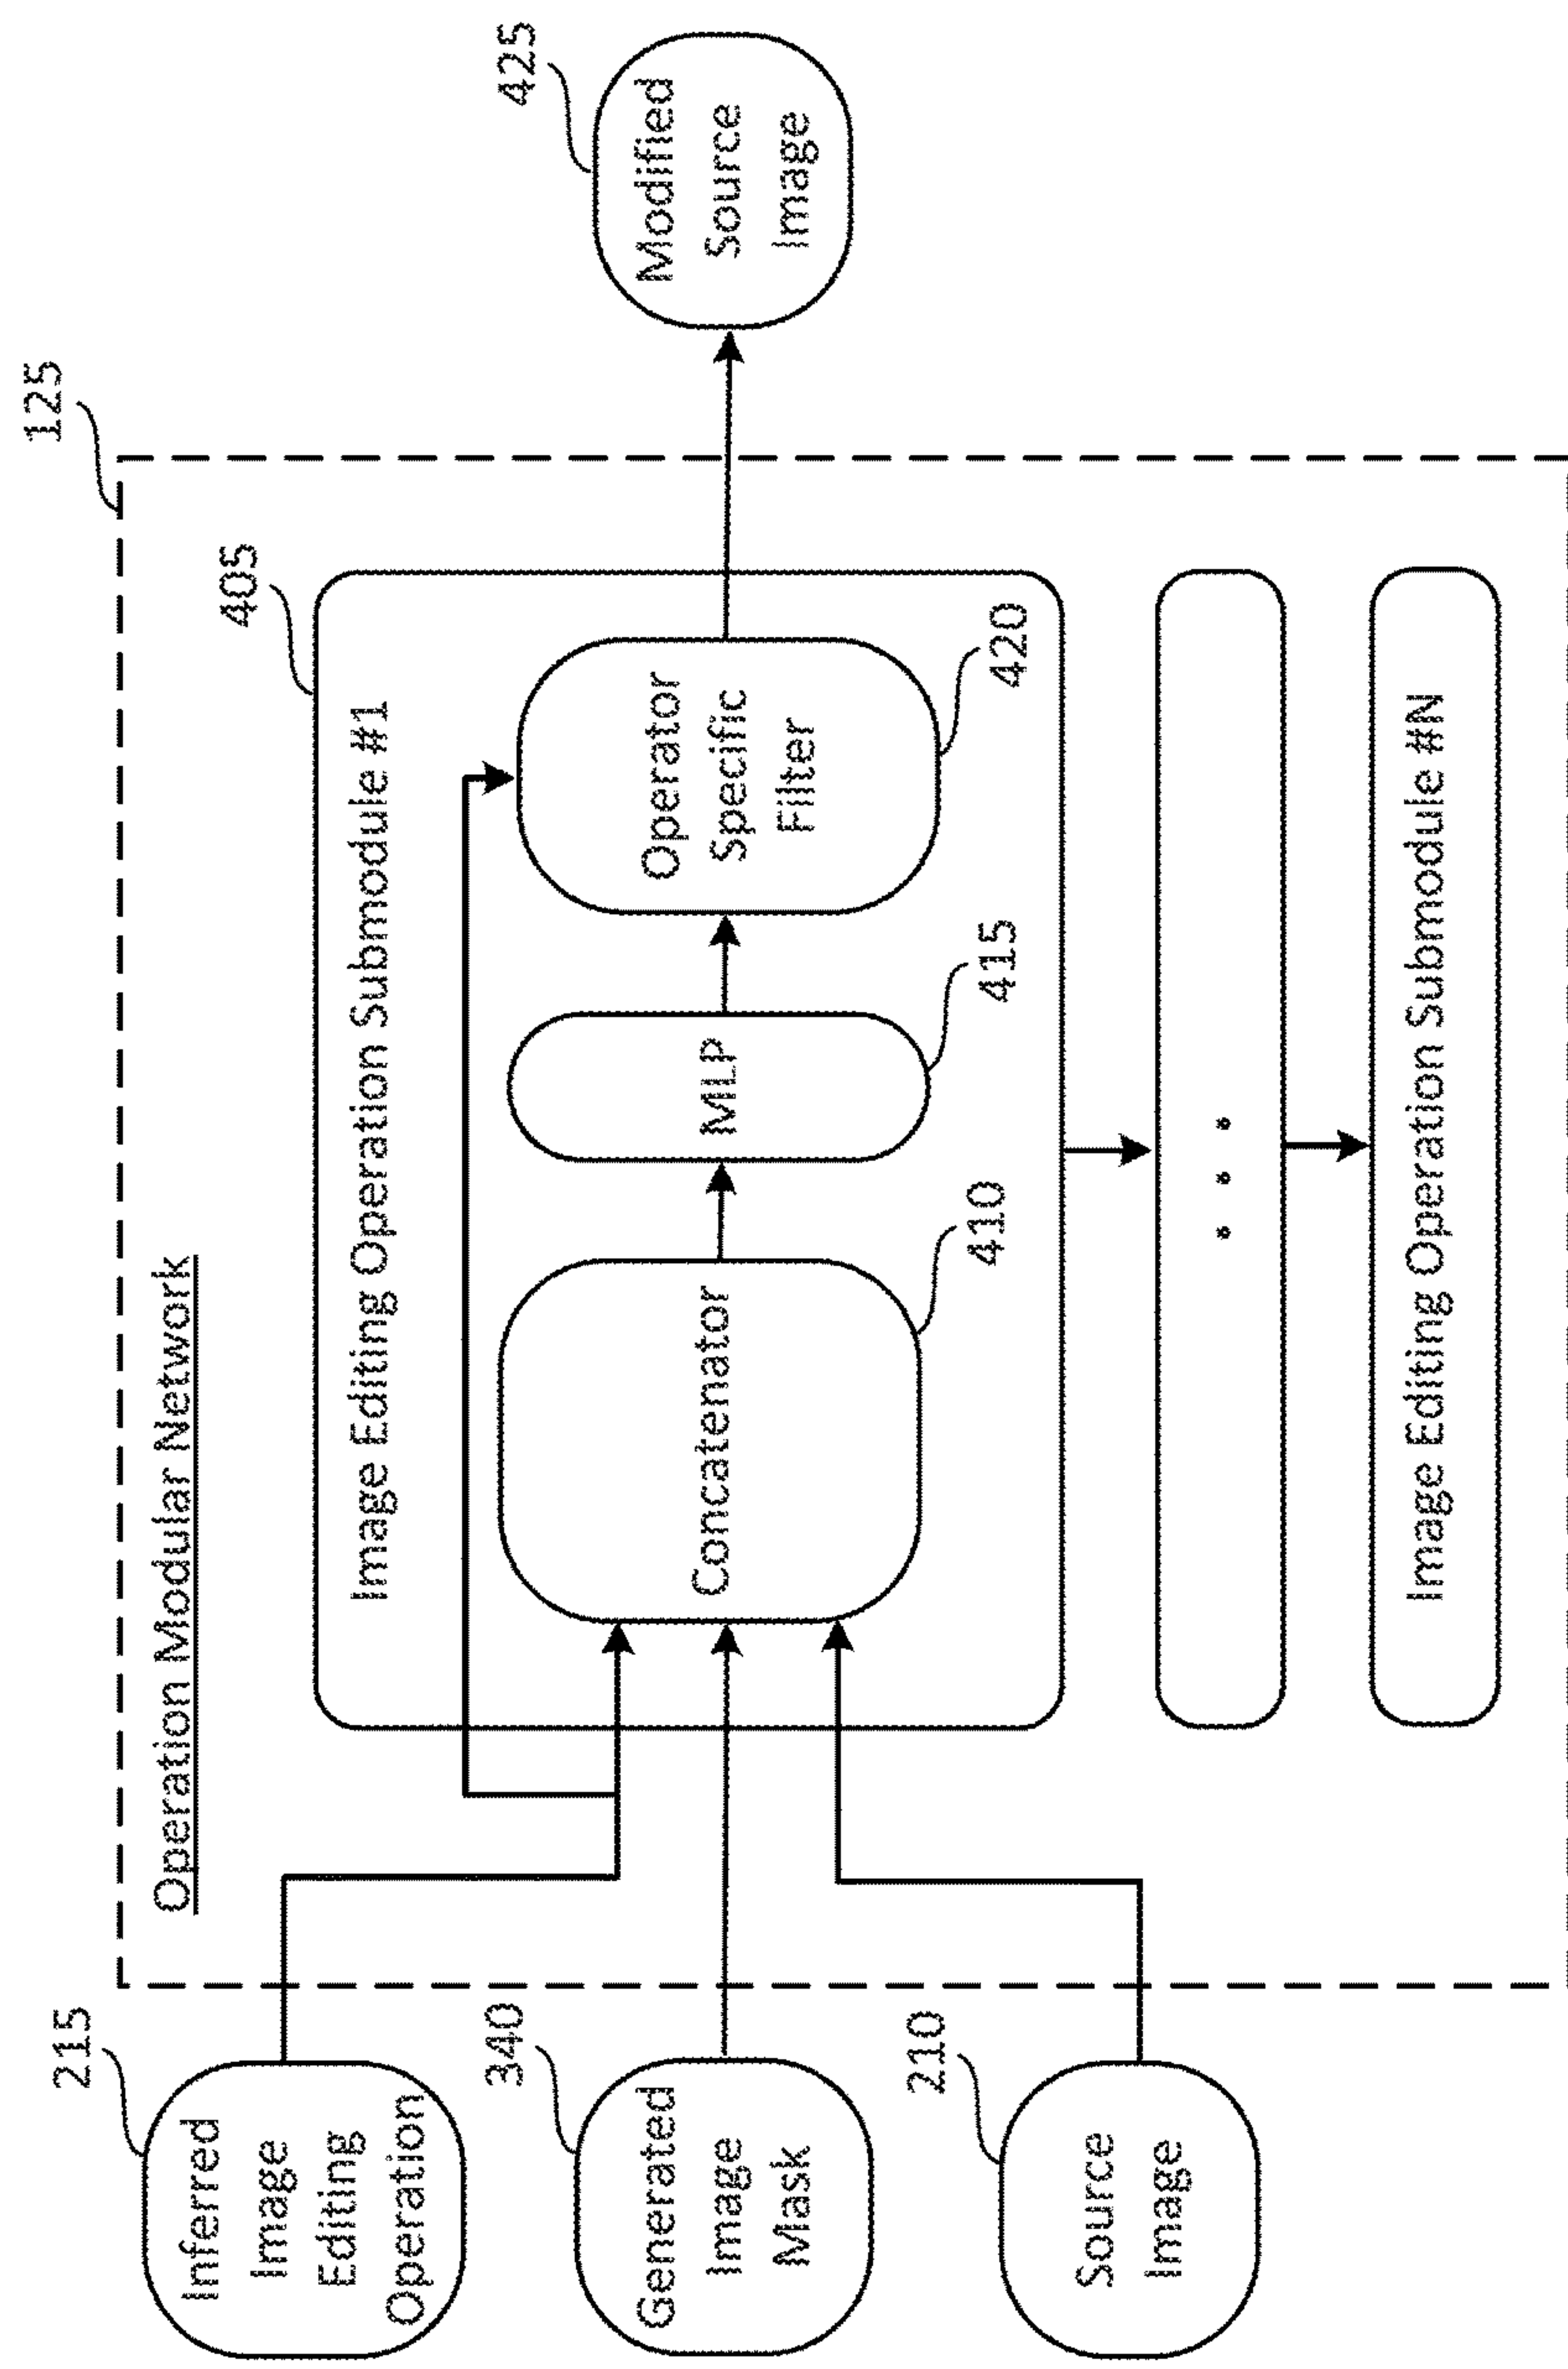 125
Operation Modular Network
215
Inferred
Image
Editing
Operation
340
Generated
Image
Mask
210
Source
Image
405
Image Editing Operation Submodule #1
Concatenator
410
MLP
415
Operator
Specific
Filter
420
425
Modified
Source
Image
Image Editing Operation Submodule #N